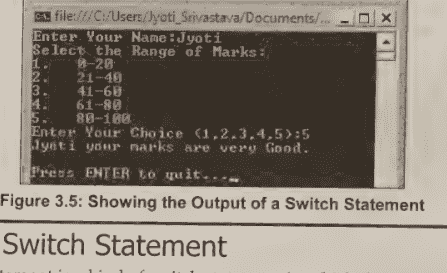 file:///C:/Users/Jyoti_Srivastava/Documents/...
Enter Your Name:Jyoti
Select the Range of Marks:
1. 0-20
2. 21-40
3. 41-60
4. 61-80
5. 80-100
Enter Your Choice (1,2,3,4,5):5
Jyoti your marks are very Good.
Press ENTER to quit..._
Figure 3.5: Showing the Output of a Switch Statement
Switch Statement